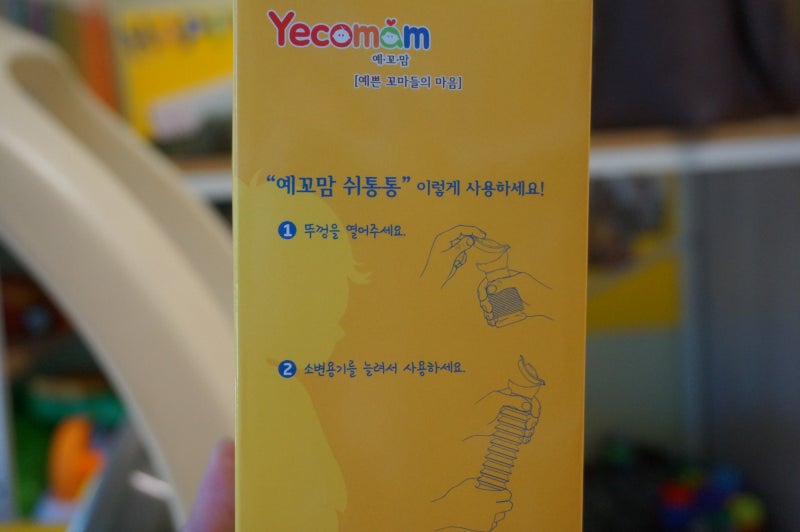 Yecomam
예·꼬·맘
[예쁜 꼬마들의 마음]
“예꼬맘 쉬통통” 이렇게 사용하세요!
1 뚜껑을 열어주세요.
2 소변용기를 늘려서 사용하세요.